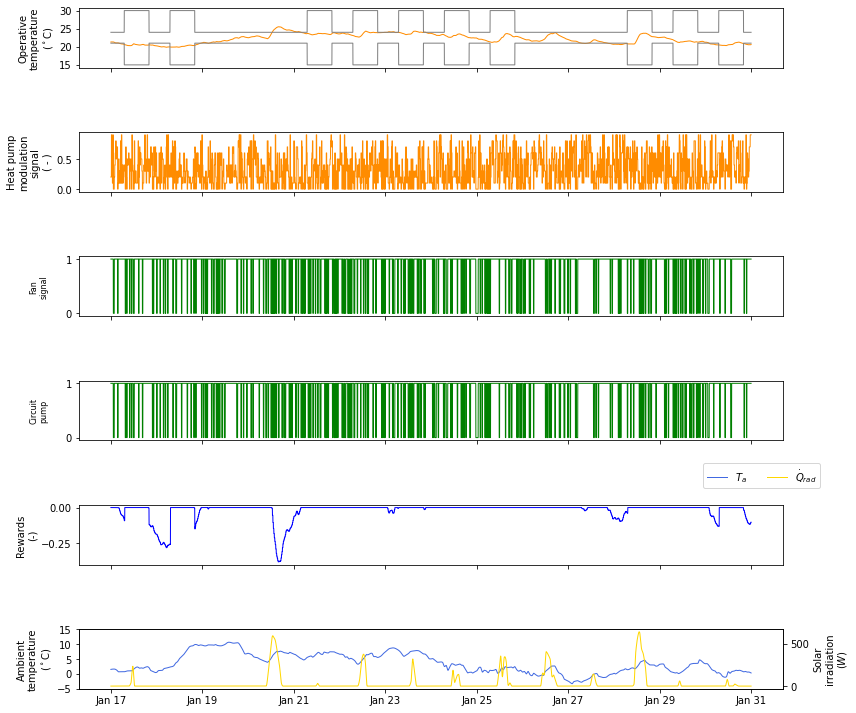 Operative
temperature
(°C)
30
25
20
15
Heat pump
modulation
signal
( - )
0.5
0.0
Fan
signal
1
0
Circuit
pump
1
0
T_a Q̇_rad
Rewards
(-)
0.00
−0.25
Ambient
temperature
(°C)
15
10
5
0
−5
500
0
Solar
irradiation
(W)
Jan 17 Jan 19 Jan 21 Jan 23 Jan 25 Jan 27 Jan 29 Jan 31